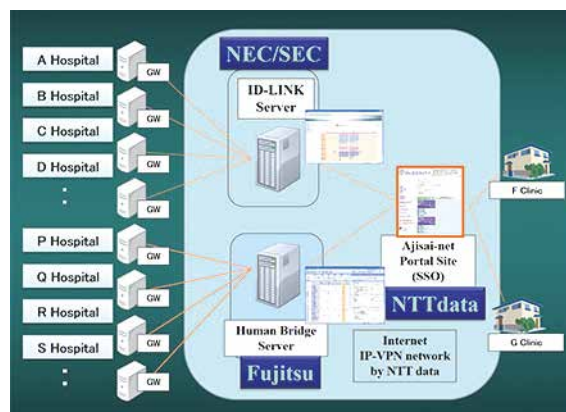 NEC/SEC
A Hospital
GW
B Hospital
GW
C Hospital
GW
D Hospital
GW
:
ID-LINK
Server
P Hospital
GW
Q Hospital
GW
R Hospital
GW
S Hospital
GW
:
Human Bridge
Server
Fujitsu
Ajisai-net
Portal Site
(SSO)
NTTdata
Internet
IP-VPN network
by NTT data
F Clinic
G Clinic